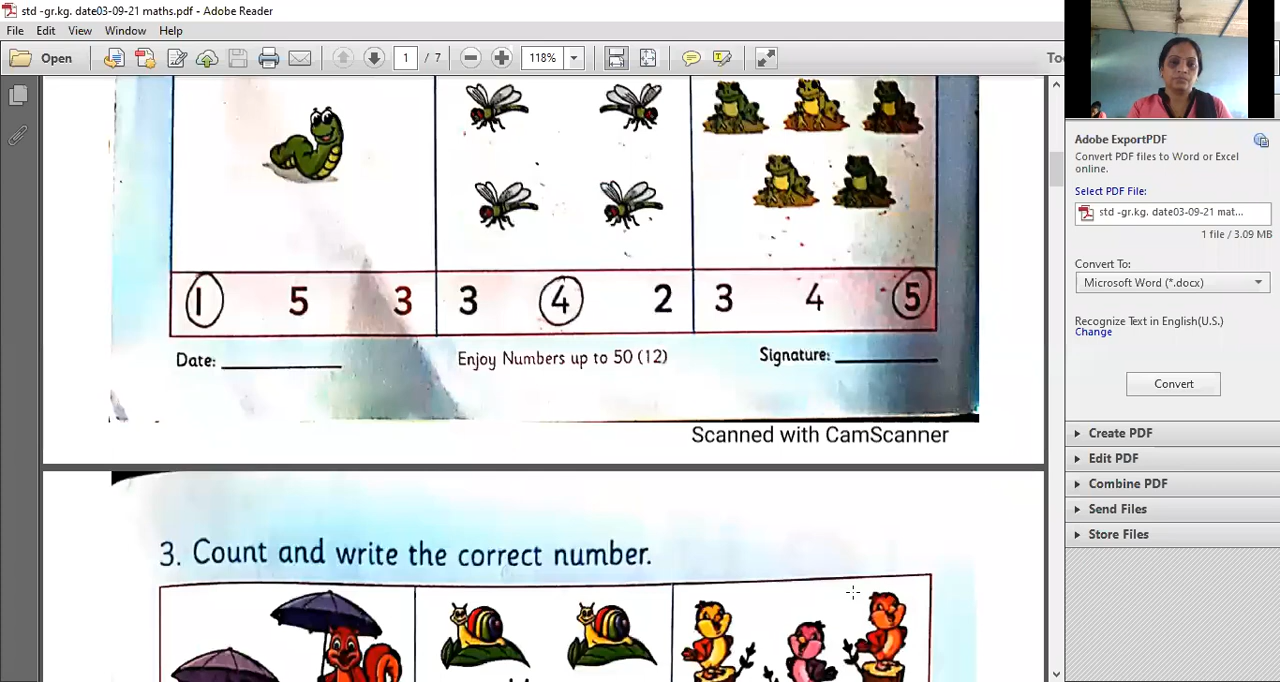 std -gr.kg. date03-09-21 maths.pdf - Adobe Reader
File Edit View Window Help
Open 1 / 7 118%
Adobe ExportPDF
Convert PDF files to Word or Excel
online.
Select PDF File:
std -gr.kg. date03-09-21 mat...
1 file / 3.09 MB
Convert To:
Microsoft Word (*.docx)
Recognize Text in English(U.S.)
Change
Convert
Create PDF
Edit PDF
Combine PDF
Send Files
Store Files
1 5 3 3 4 2 3 4 5
Date: Enjoy Numbers up to 50 (12) Signature:
Scanned with CamScanner
3. Count and write the correct number.